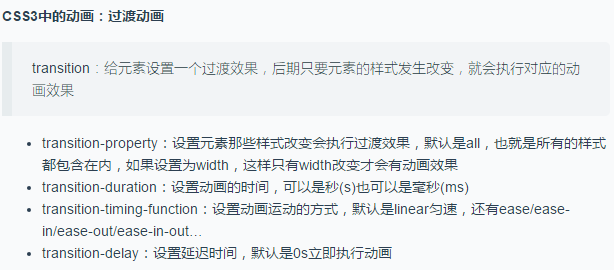 CSS3中的动画：过渡动画
transition：给元素设置一个过渡效果，后期只要元素的样式发生改变，就会执行对应的动
画效果
• transition-property：设置元素那些样式改变会执行过渡效果，默认是all，也就是所有的样式
都包含在内，如果设置为width，这样只有width改变才会有动画效果
• transition-duration：设置动画的时间，可以是秒(s)也可以是毫秒(ms)
• transition-timing-function：设置动画运动的方式，默认是linear匀速，还有ease/ease-
in/ease-out/ease-in-out…
• transition-delay：设置延迟时间，默认是0s立即执行动画